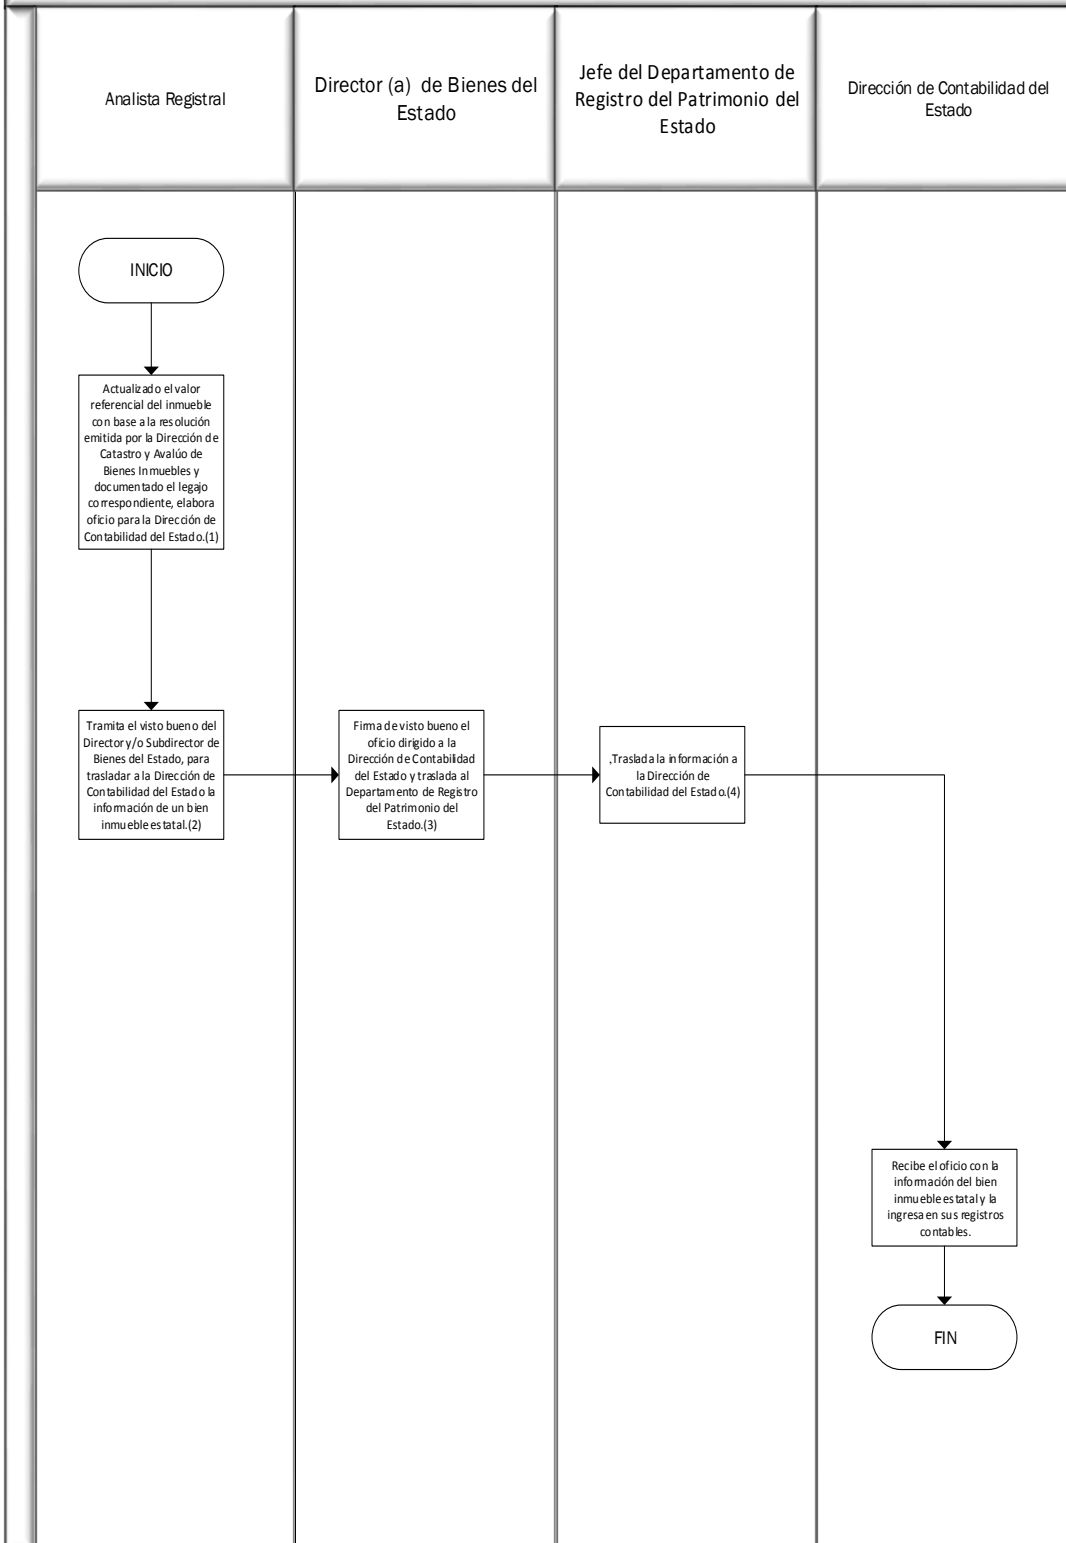 Analista Registral
Director (a) de Bienes del
Estado
Jefe del Departamento de
Registro del Patrimonio del
Estado
Dirección de Contabilidad del
Estado
INICIO
Actualizado el valor
referencial del inmueble
con base a la resolución
emitida por la Dirección de
Catastro y Avalúo de
Bienes Inmuebles y
documentado el legajo
correspondiente, elabora
oficio para la Dirección de
Contabilidad del Estado.(1)
Tramita el visto bueno del
Director y/o Subdirector de
Bienes del Estado, para
trasladar a la Dirección de
Contabilidad del Estado la
información de un bien
inmueble estatal.(2)
Firma de visto bueno el
oficio dirigido a la
Dirección de Contabilidad
del Estado y traslada al
Departamento de Registro
del Patrimonio del
Estado.(3)
,Traslada la información a
la Dirección de
Contabilidad del Estado.(4)
Recibe el oficio con la
información del bien
inmueble estatal y la
ingresa en sus registros
contables.
FIN